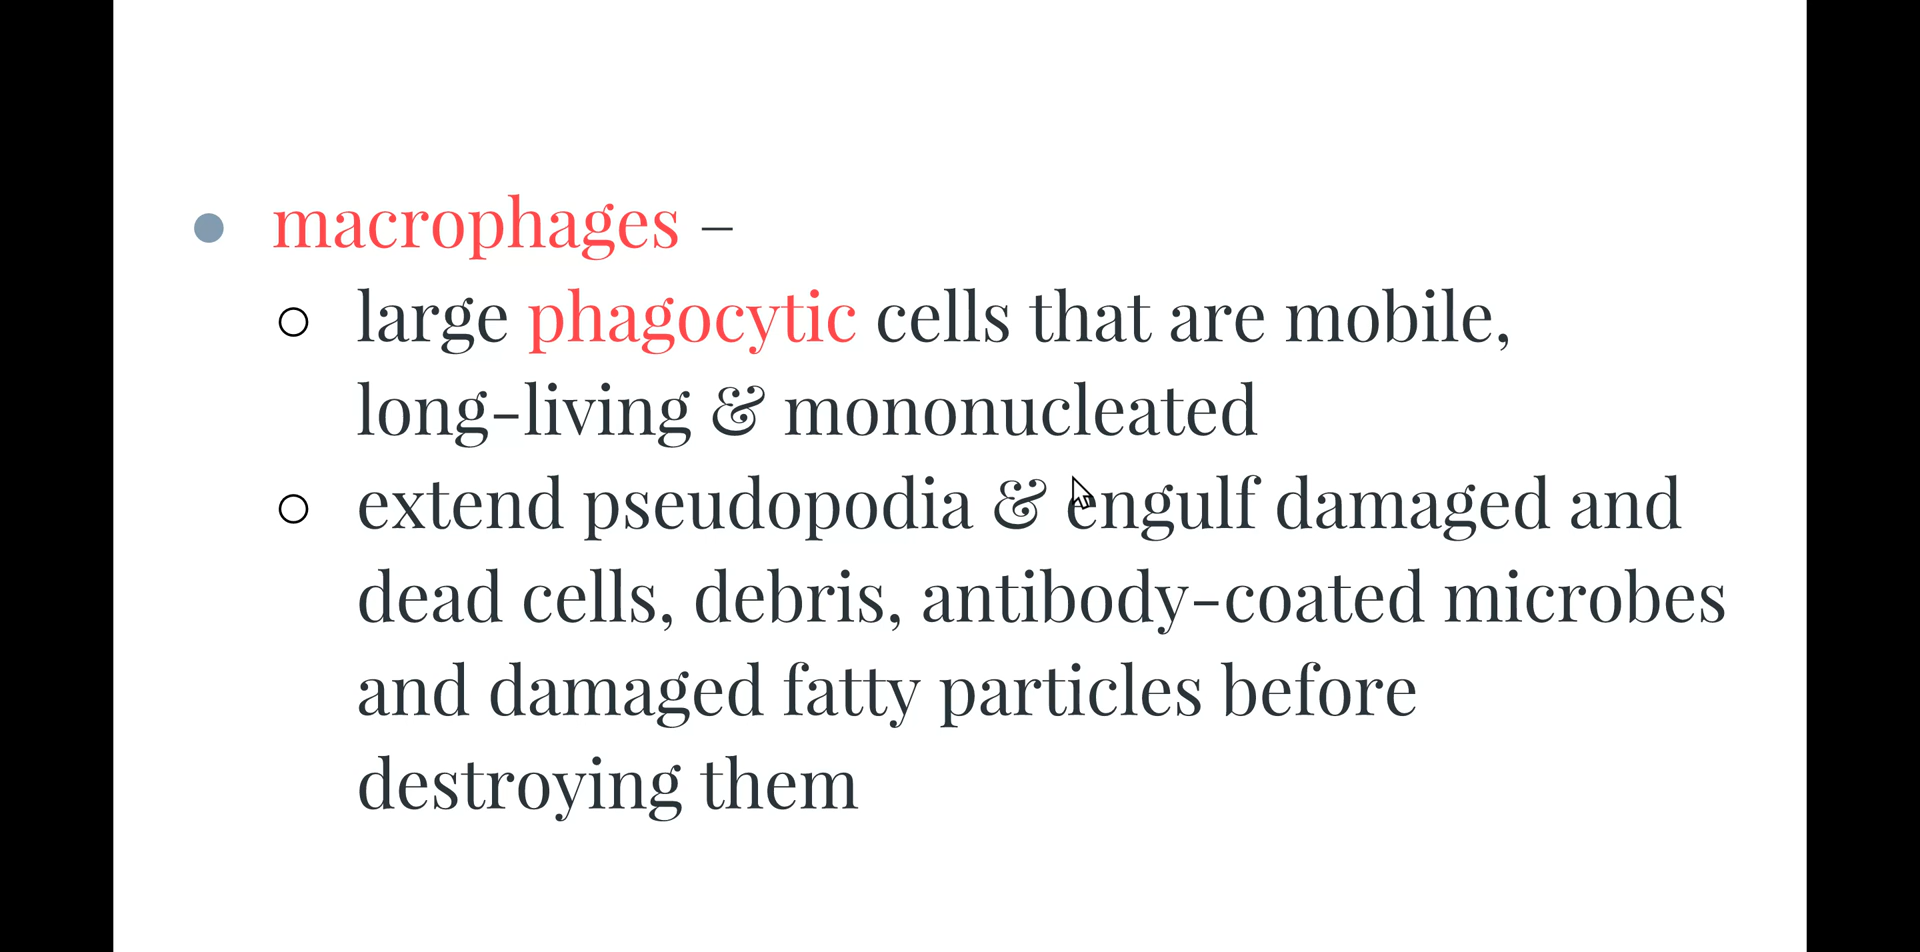 macrophages –
large phagocytic cells that are mobile,
long-living & mononucleated
extend pseudopodia & engulf damaged and
dead cells, debris, antibody-coated microbes
and damaged fatty particles before
destroying them